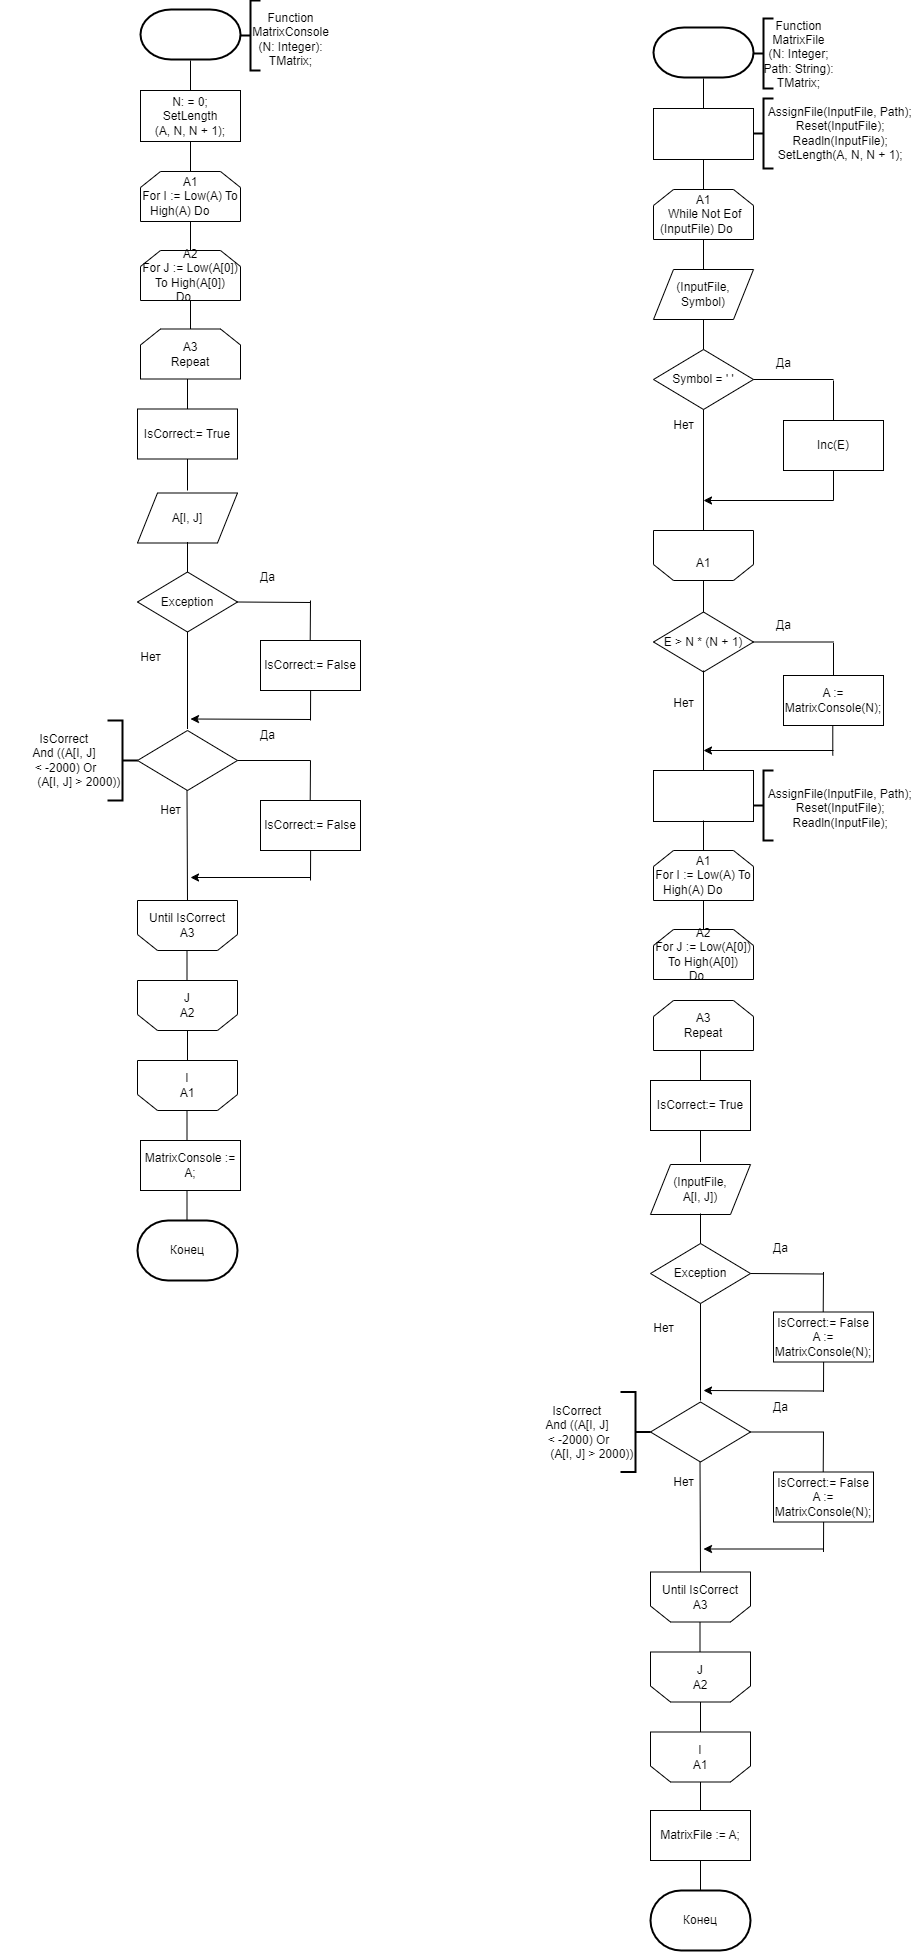 Function
MatrixConsole
(N: Integer):
TMatrix;
N: = 0;
SetLength
(A, N, N + 1);
A1
For I := Low(A) To
High(A) Do
A2
For J := Low(A[0])
To High(A[0])
Do
A3
Repeat
IsCorrect:= True
A[I, J]
Exception
Да
Нет
IsCorrect:= False
IsCorrect
And ((A[I, J]
< -2000) Or
(A[I, J] > 2000))
Да
Нет
IsCorrect:= False
Until IsCorrect
A3
J
A2
I
A1
MatrixConsole :=
A;
Конец
Function
MatrixFile
(N: Integer;
Path: String):
TMatrix;
AssignFile(InputFile, Path);
Reset(InputFile);
Readln(InputFile);
SetLength(A, N, N + 1);
A1
While Not Eof
(InputFile) Do
(InputFile,
Symbol)
Symbol = ' '
Да
Нет
Inc(E)
A1
E > N * (N + 1)
Да
Нет
A :=
MatrixConsole(N);
AssignFile(InputFile, Path);
Reset(InputFile);
Readln(InputFile);
A1
For I := Low(A) To
High(A) Do
A2
For J := Low(A[0])
To High(A[0])
Do
A3
Repeat
IsCorrect:= True
(InputFile,
A[I, J])
Exception
Да
Нет
IsCorrect:= False
A :=
MatrixConsole(N);
IsCorrect
And ((A[I, J]
< -2000) Or
(A[I, J] > 2000))
Да
Нет
IsCorrect:= False
A :=
MatrixConsole(N);
Until IsCorrect
A3
J
A2
I
A1
MatrixFile := A;
Конец